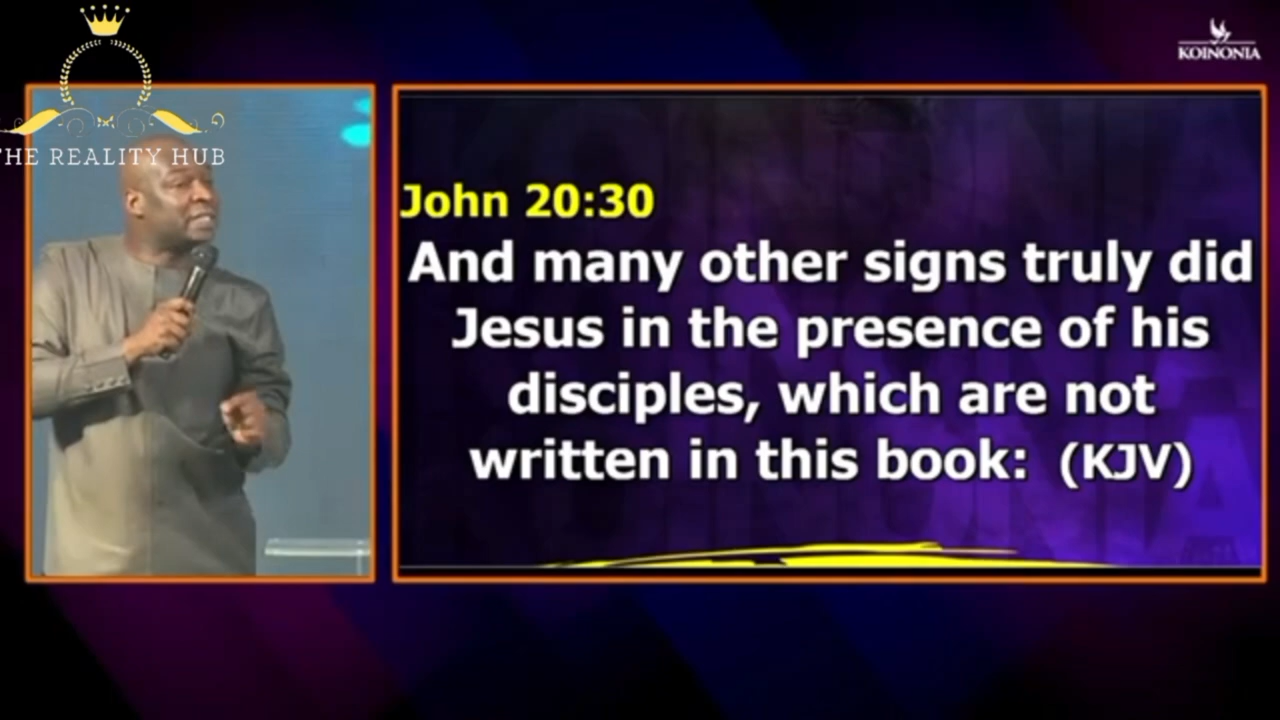 THE REALITY HUB
KOINONIA
John 20:30
And many other signs truly did
Jesus in the presence of his
disciples, which are not
written in this book: (KJV)